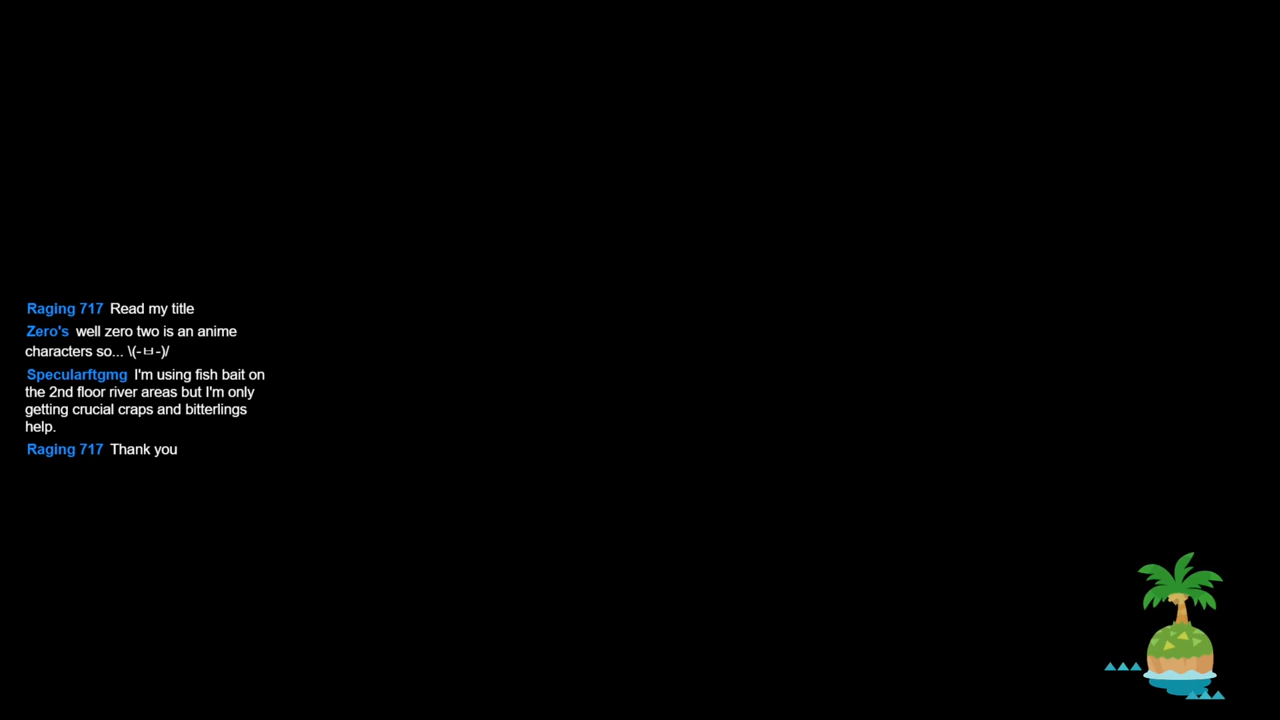 Raging 717 Read my title
Zero's well zero two is an anime
characters so... \(-ㅂ-)/
Specularftgmg I'm using fish bait on
the 2nd floor river areas but I'm only
getting crucial craps and bitterlings
help.
Raging 717 Thank you